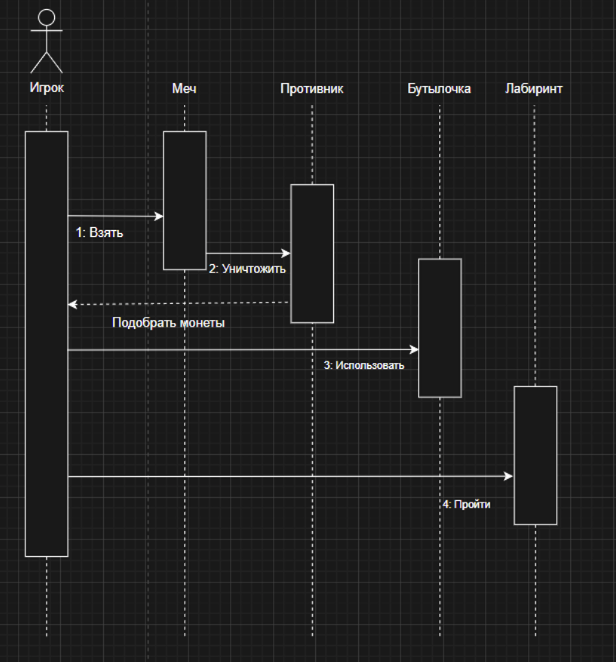 Игрок
Меч
Противник
Бутылочка
Лабиринт
1: Взять
2: Уничтожить
Подобрать монеты
3: Использовать
4: Пройти